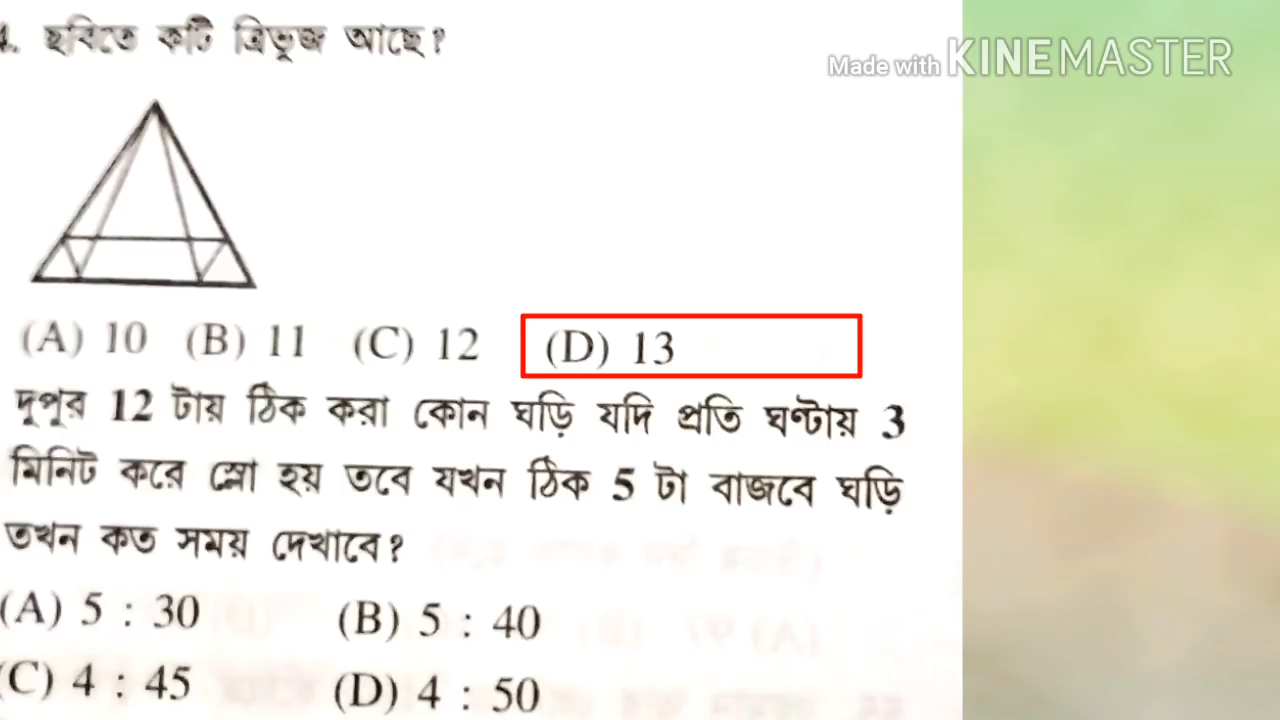 4. ছবিতে কটি ত্রিভুজ আছে?
Made with KINEMASTER
(A) 10 (B) 11 (C) 12 (D) 13
দুপুর 12 টায় ঠিক করা কোন ঘড়ি যদি প্রতি ঘণ্টায় 3
মিনিট করে স্লো হয় তবে যখন ঠিক 5 টা বাজবে ঘড়ি
তখন কত সময় দেখাবে?
(A) 5 : 30 (B) 5 : 40
(C) 4 : 45 (D) 4 : 50